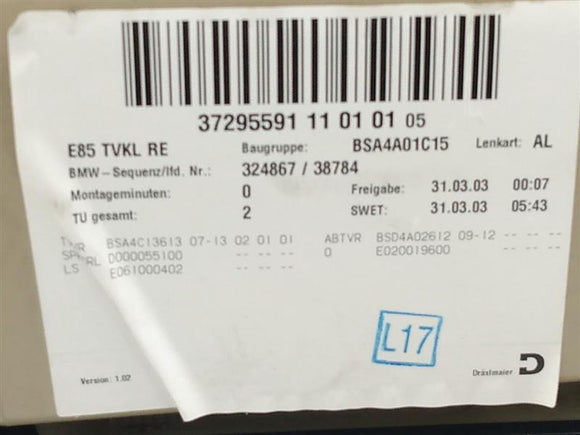 37295591 11 01 01 05
E85 TVKL RE Baugruppe: BSA4A01C15 Lenkart: AL
BMW-Sequenz/lfd. Nr.: 324867 / 38784
Montageminuten: 0 Freigabe: 31.03.03 00:07
TU gesamt: 2 SWET: 31.03.03 05:43
BSA4C13613 07-13 02 01 01 ABTVR BSD4A02612 09-12 -- -- --
RL D000055100 -- -- -- 0 E020019600 -- -- --
LS E061000402 -- -- --
L17
Version: 1.02 Dräxlmaier D